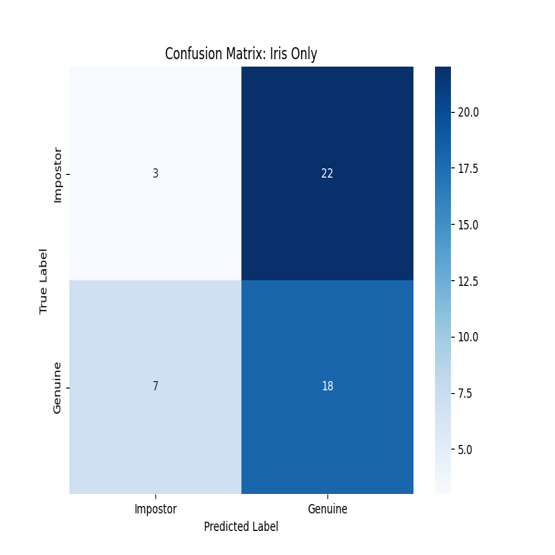 Confusion Matrix: Iris Only
True Label
Impostor
Genuine
3
22
7
18
Impostor
Genuine
Predicted Label
20.0
17.5
15.0
12.5
10.0
7.5
5.0